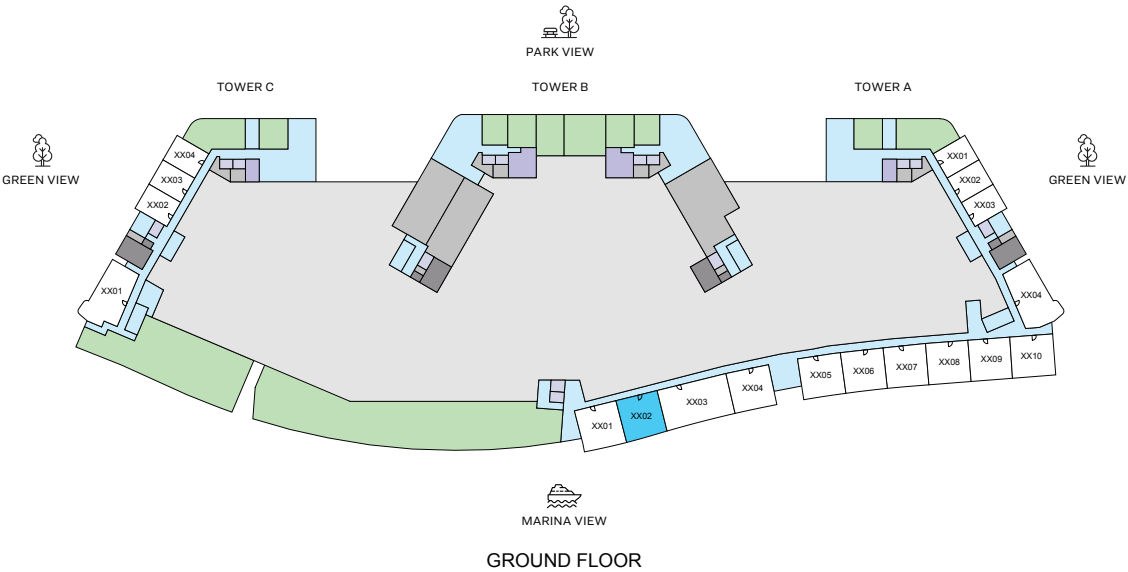 PARK VIEW
TOWER C
TOWER B
TOWER A
GREEN VIEW
GREEN VIEW
XX04
XX03
XX02
XX01
XX01
XX02
XX03
XX04
XX01
XX02
XX03
XX04
XX05
XX06
XX07
XX08
XX09
XX10
MARINA VIEW
GROUND FLOOR